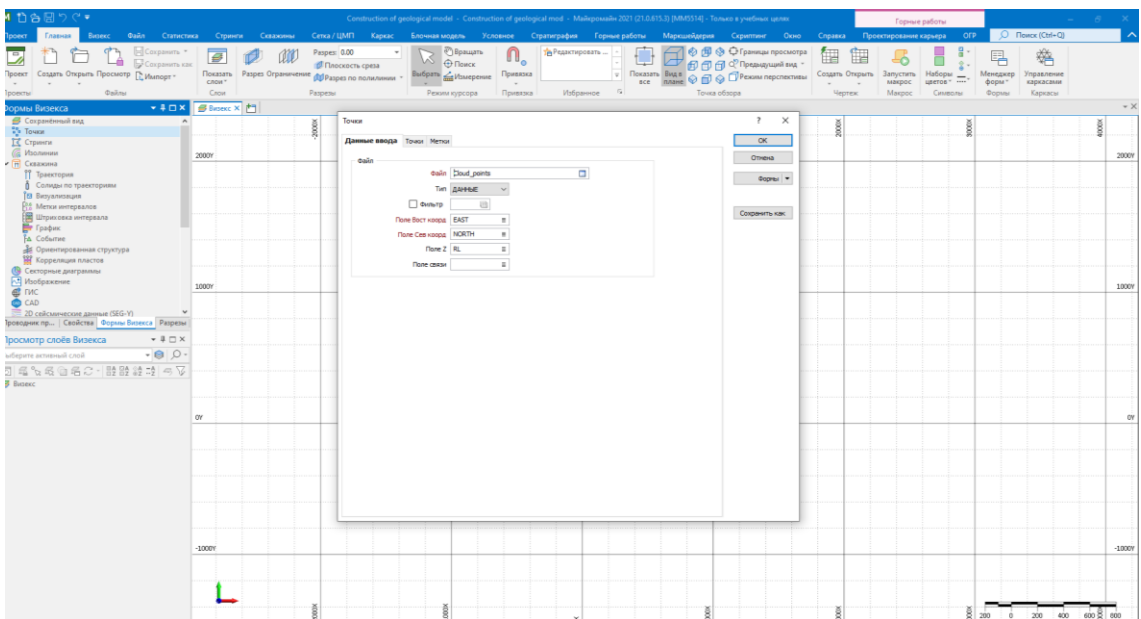 Construction of geological model - Construction of geological mod - Майкромайн 2021 (21.0.615.3) [MM5514] - Только в учебных целях
Горные работы
Проект Главная Визекс Файл Статистика Стринги Скважины Сетка / ЦМП Каркас Блочная модель Условное Стратиграфия Горные работы Маркшейдерия Скриптинг Окно Справка Проектирование карьера ОГР Поиск (Ctrl+Q)
Проект Создать Открыть Просмотр Сохранить Сохранить как Импорт
Показать слои Разрез Ограничение Разрез: 0.00 Плоскость среза Разрез по полилинии
Выбрать Вращать Поиск Измерение Привязка Редактировать ...
Показать все Вид в плане Границы просмотра Предыдущий вид Режим перспективы
Создать Открыть Запустить макрос Наборы цветов Менеджер форм Управление каркасами
Проекты Файлы Слои Разрезы Режим курсора Привязка Избранное Точка обзора Чертеж Макрос Символы Формы Каркасы
Формы Визекса
Визекс
Сохранённый вид
Точки
Стринги
Изолинии
Скважина
Траектория
Солиды по траекториям
Визуализация
Метки интервалов
Штриховка интервала
График
Событие
Ориентированная структура
Корреляция пластов
Секторные диаграммы
Изображение
ГИС
CAD
2D сейсмические данные (SEG-Y)
Проводник пр... Свойства Формы Визекса Разрезы
Просмотр слоёв Визекса
Выберите активный слой
Визекс
Точки
? X
Данные ввода Точки Метки
Файл
Файл Cloud_points
Тип ДАННЫЕ
Фильтр
Поле Вост коорд EAST
Поле Сев коорд NORTH
Поле Z RL
Поле связи
OK
Отмена
Формы
Сохранить как
-2000X
2000X
3000X
4000X
2000Y
2000Y
1000Y
1000Y
0Y
0Y
-1000Y
-1000Y
200 0 200 400 600 800